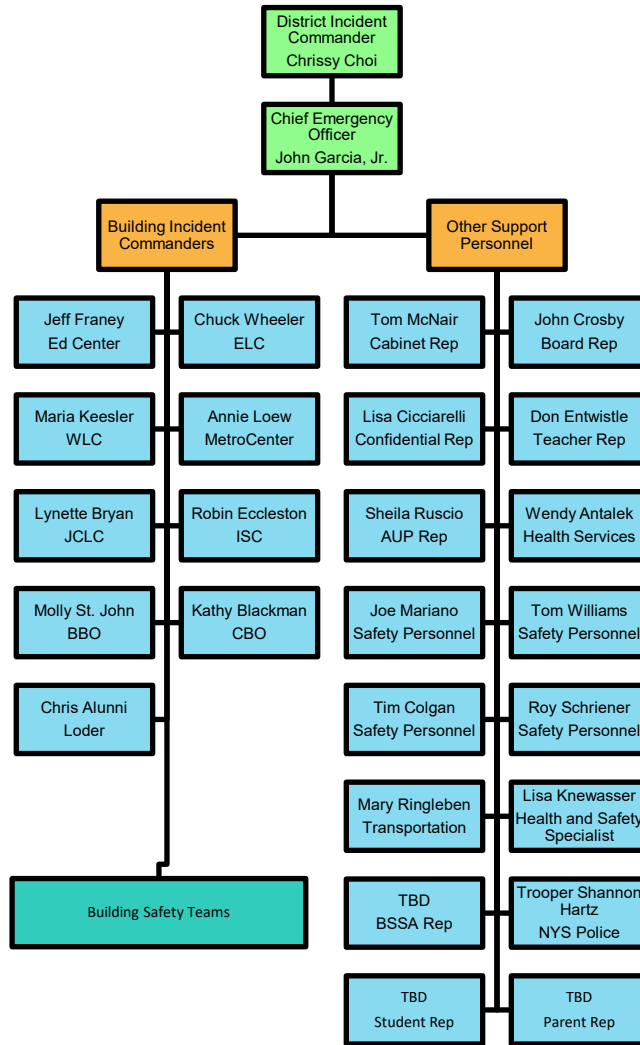 District Incident
Commander
Chrissy Choi
Chief Emergency
Officer
John Garcia, Jr.
Building Incident
Commanders
Other Support
Personnel
Jeff Franey
Ed Center
Chuck Wheeler
ELC
Tom McNair
Cabinet Rep
John Crosby
Board Rep
Maria Keesler
WLC
Annie Loew
MetroCenter
Lisa Cicciarelli
Confidential Rep
Don Entwistle
Teacher Rep
Lynette Bryan
JCLC
Robin Eccleston
ISC
Sheila Ruscio
AUP Rep
Wendy Antalek
Health Services
Molly St. John
BBO
Kathy Blackman
CBO
Joe Mariano
Safety Personnel
Tom Williams
Safety Personnel
Chris Alunni
Loder
Tim Colgan
Safety Personnel
Roy Schriener
Safety Personnel
Mary Ringleben
Transportation
Lisa Knewasser
Health and Safety
Specialist
Building Safety Teams
TBD
BSSA Rep
Trooper Shannon
Hartz
NYS Police
TBD
Student Rep
TBD
Parent Rep